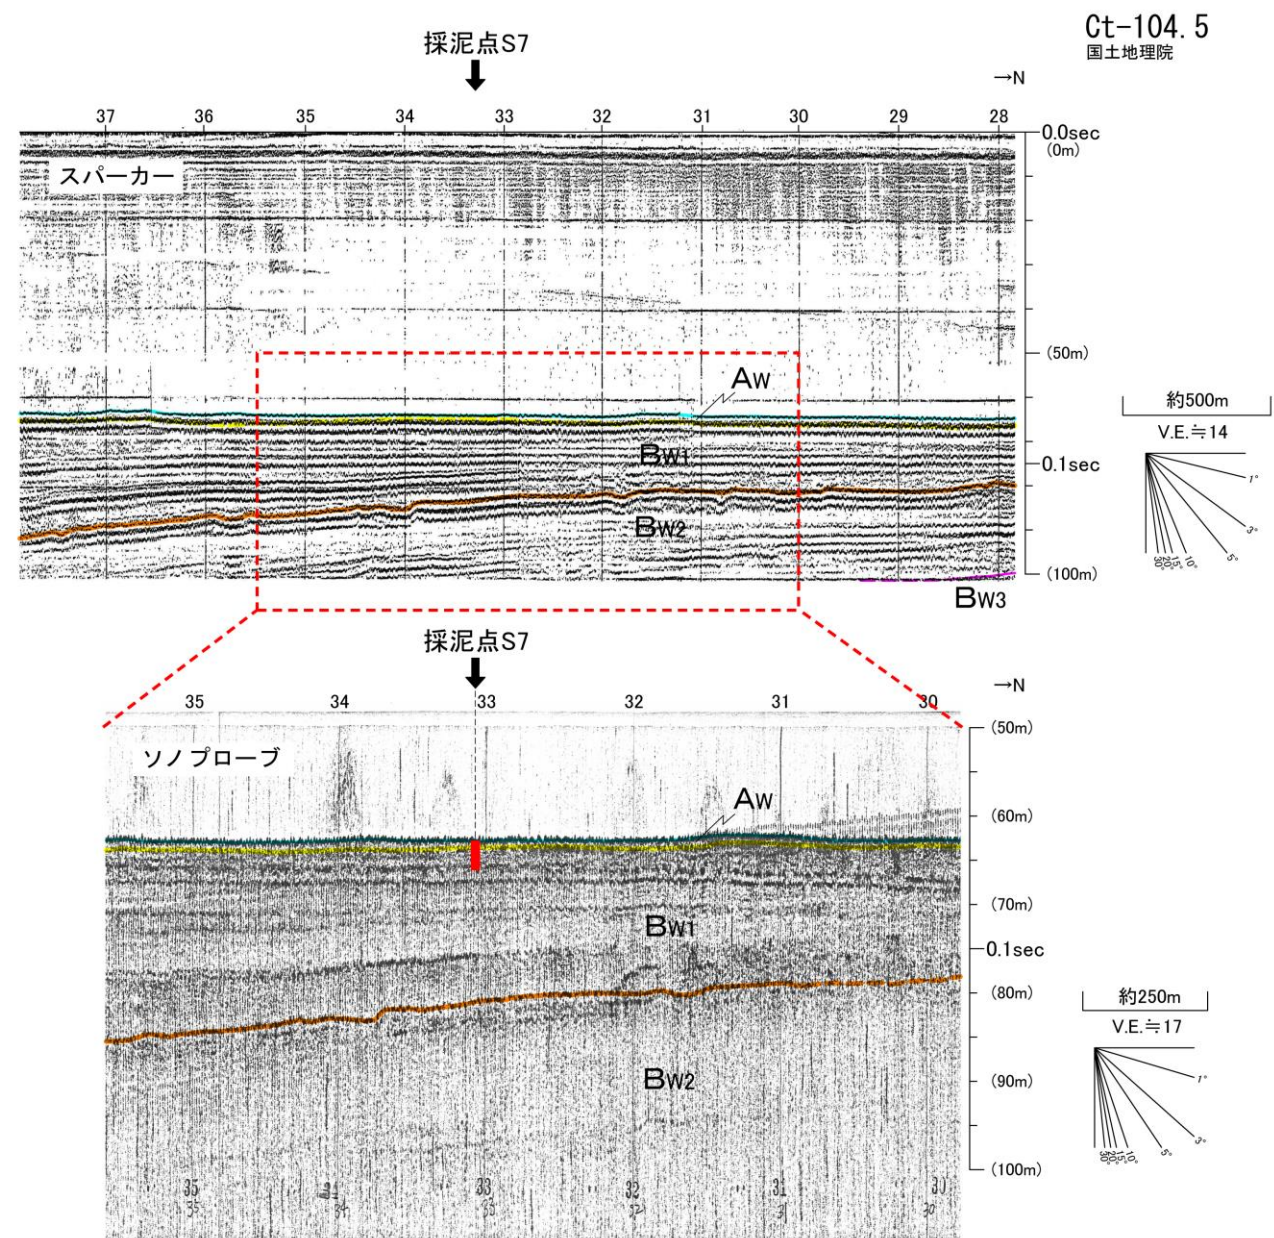 Ct-104.5
国土地理院
採泥点S7
→N
37 36 35 34 33 32 31 30 29 28
0.0sec
(0m)
スパーカー
(50m)
AW
約500m
V.E.≒14
BW1
0.1sec
1°
BW2
3°
5°
30° 20° 15° 10°
(100m)
BW3
採泥点S7
→N
35 34 33 32 31 30
(50m)
ソノプローブ
AW
(60m)
(70m)
BW1
0.1sec
(80m)
約250m
V.E.≒17
BW2
1°
(90m)
3°
5°
30° 20° 15° 10°
(100m)
35 34 33 32 31 30